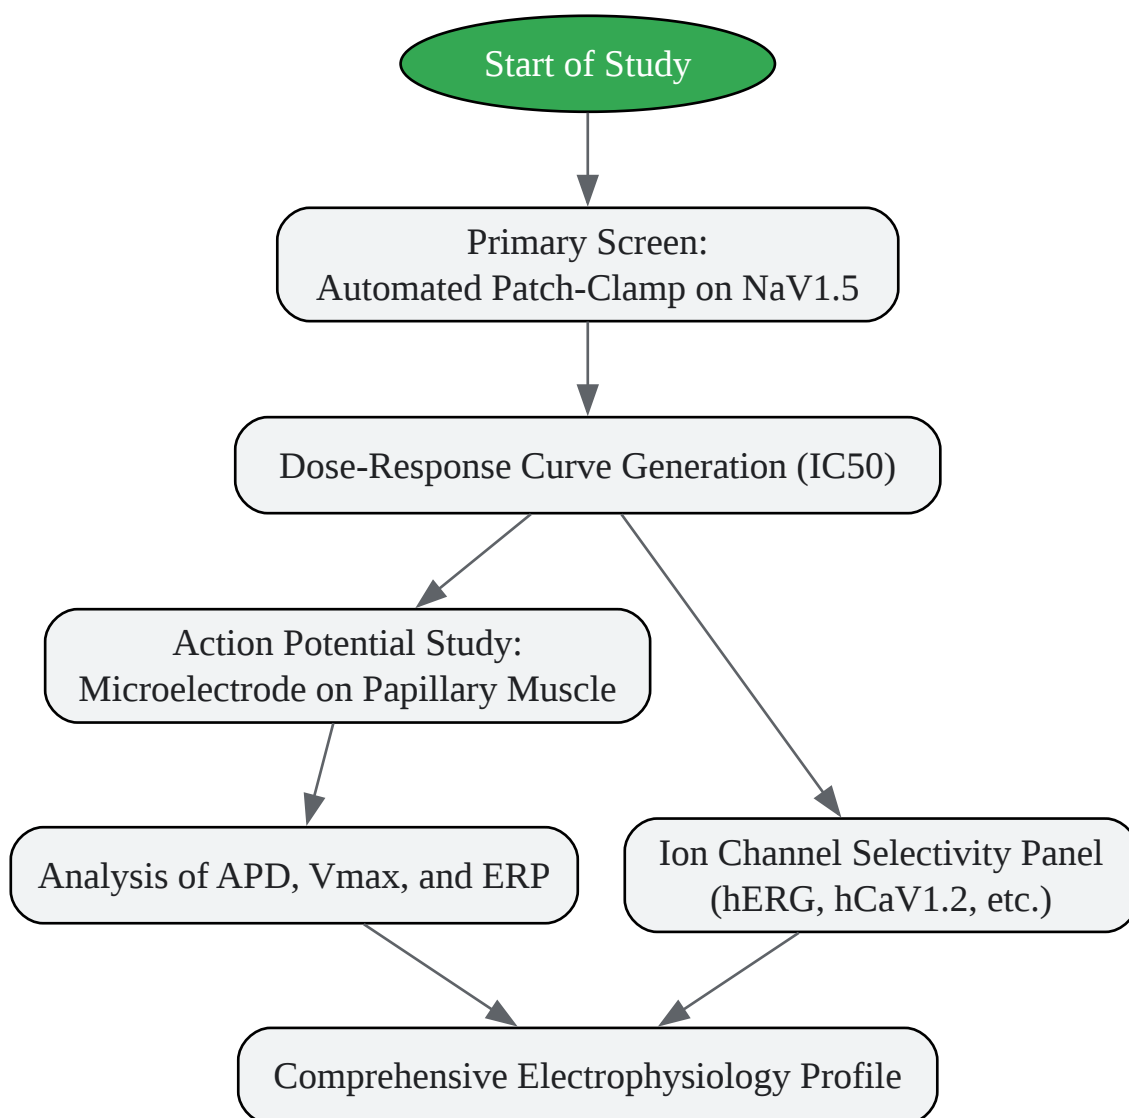 Start of Study
Primary Screen:
Automated Patch-Clamp on NaV1.5
Dose-Response Curve Generation (IC50)
Action Potential Study:
Microelectrode on Papillary Muscle
Analysis of APD, Vmax, and ERP
Ion Channel Selectivity Panel
(hERG, hCaV1.2, etc.)
Comprehensive Electrophysiology Profile